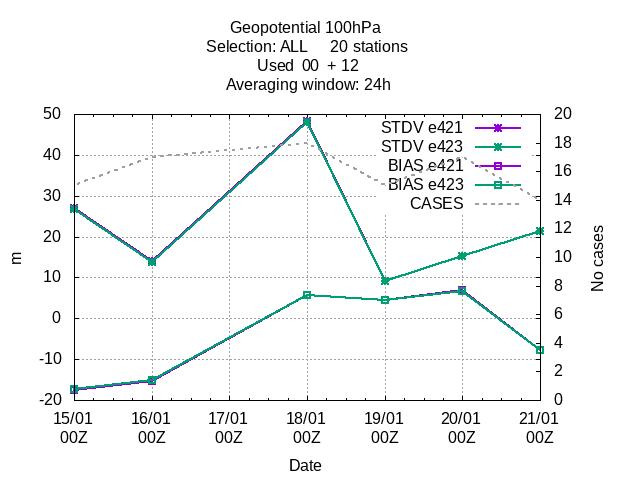 Geopotential 100hPa
Selection: ALL     20 stations
Used  00  + 12
Averaging window: 24h
50
40
30
20
10
0
-10
-20
m
20
18
16
14
12
10
8
6
4
2
0
No cases
STDV e421
STDV e423
BIAS e421
BIAS e423
CASES
15/01 16/01 17/01 18/01 19/01 20/01 21/01
00Z 00Z 00Z 00Z 00Z 00Z 00Z
Date